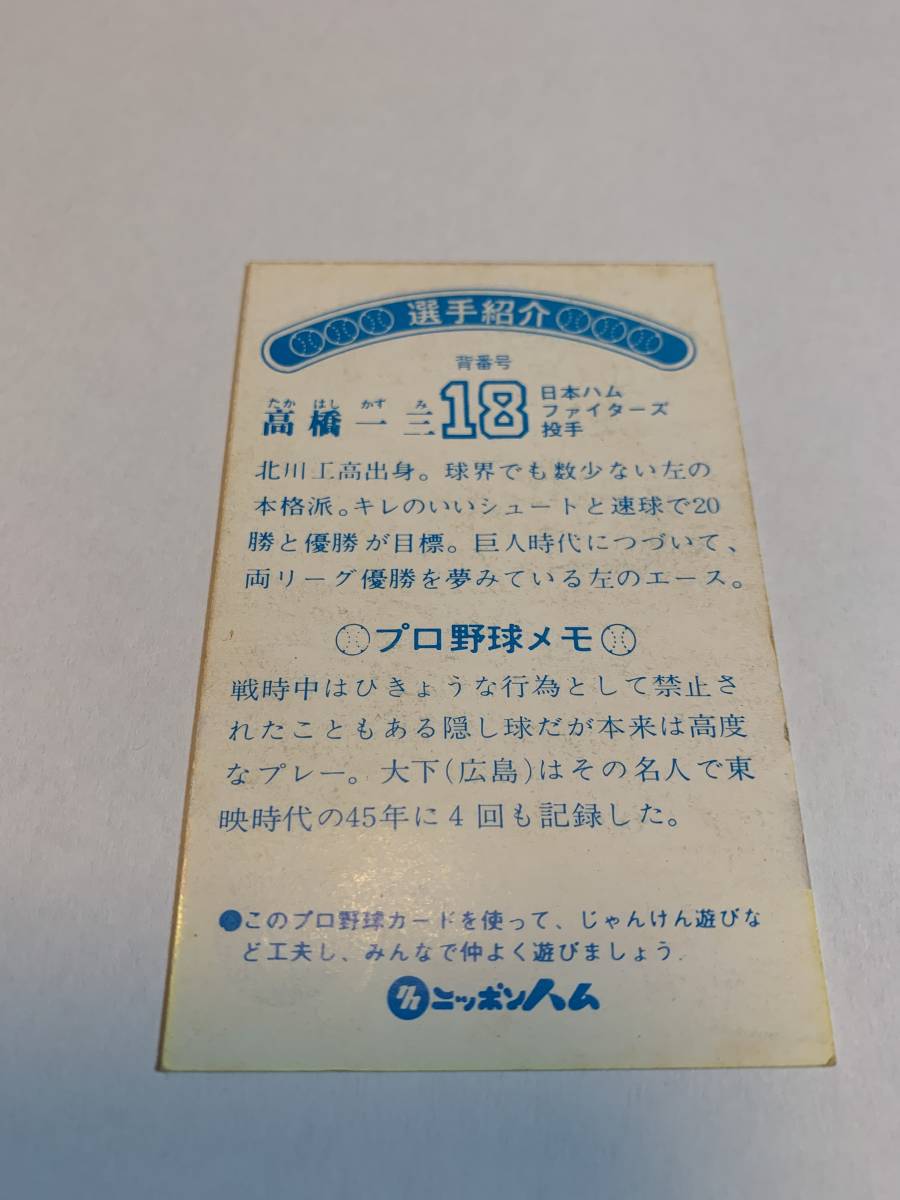 選手紹介
背番号
たか はし かず み
高橋一三 18 日本ハム
ファイターズ
投手
北川工高出身。球界でも数少ない左の
本格派。キレのいいシュートと速球で20
勝と優勝が目標。巨人時代につづいて、
両リーグ優勝を夢みている左のエース。
プロ野球メモ
戦時中はひきょうな行為として禁止さ
れたこともある隠し球だが本来は高度
なプレー。大下(広島)はその名人で東
映時代の45年に4回も記録した。
●このプロ野球カードを使って、じゃんけん遊びな
ど工夫し、みんなで仲よく遊びましょう.
ニッポンハム